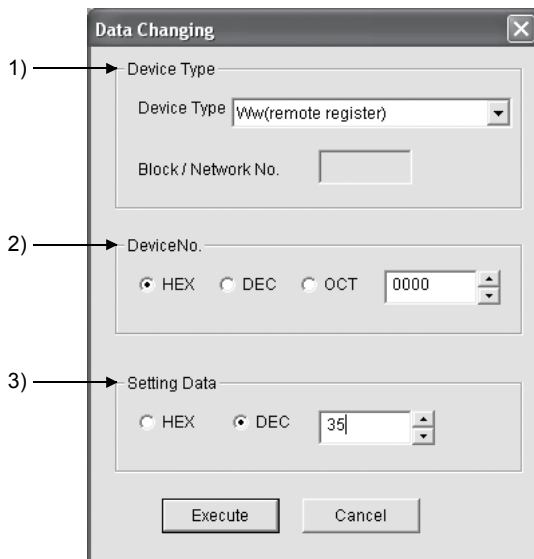 Data Changing
1)
Device Type
Device Type Ww(remote register)
Block / Network No.
2)
DeviceNo.
HEX DEC OCT 0000
3)
Setting Data
HEX DEC 35
Execute Cancel